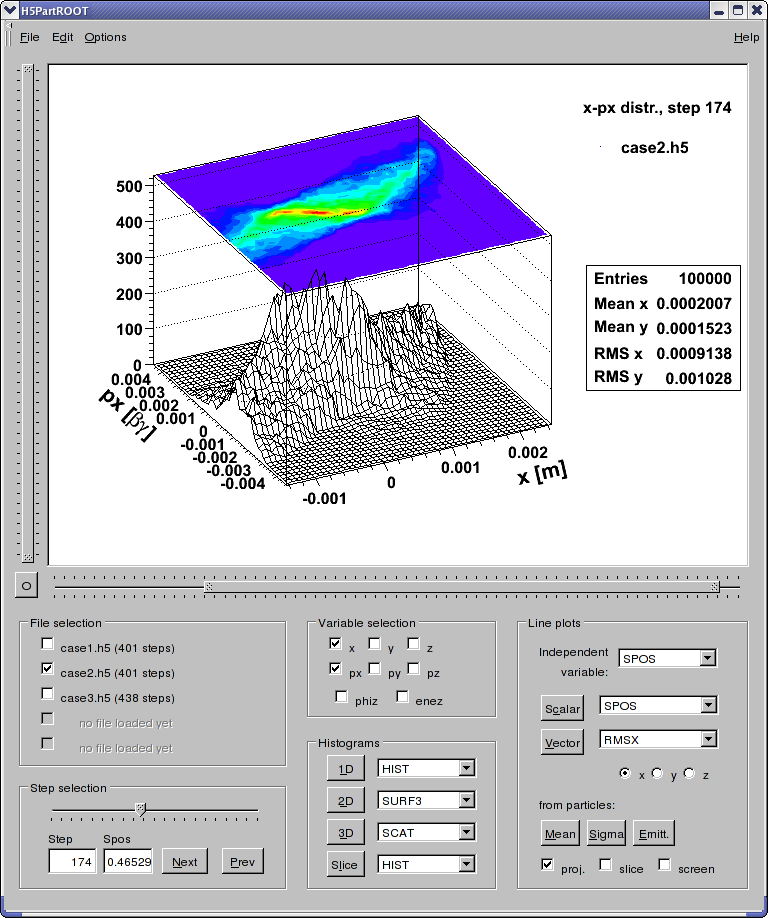 H5PartROOT
File Edit Options Help
x-px distr., step 174
case2.h5
500
400
300
200
100
0
Entries 100000
Mean x 0.0002007
Mean y 0.0001523
RMS x 0.0009138
RMS y 0.001028
0.004
0.003
0.002
0.001
0
-0.001
-0.002
-0.003
-0.004
px [βγ]
-0.001
0
0.001
0.002
x [m]
O
File selection
case1.h5 (401 steps)
case2.h5 (401 steps)
case3.h5 (438 steps)
no file loaded yet
no file loaded yet
Step selection
Step Spos
174 0.46529 Next Prev
Variable selection
x y z
px py pz
phiz enez
Histograms
1D HIST
2D SURF3
3D SCAT
Slice HIST
Line plots
Independent
variable: SPOS
Scalar SPOS
Vector RMSX
x y z
from particles:
Mean Sigma Emitt.
proj. slice screen